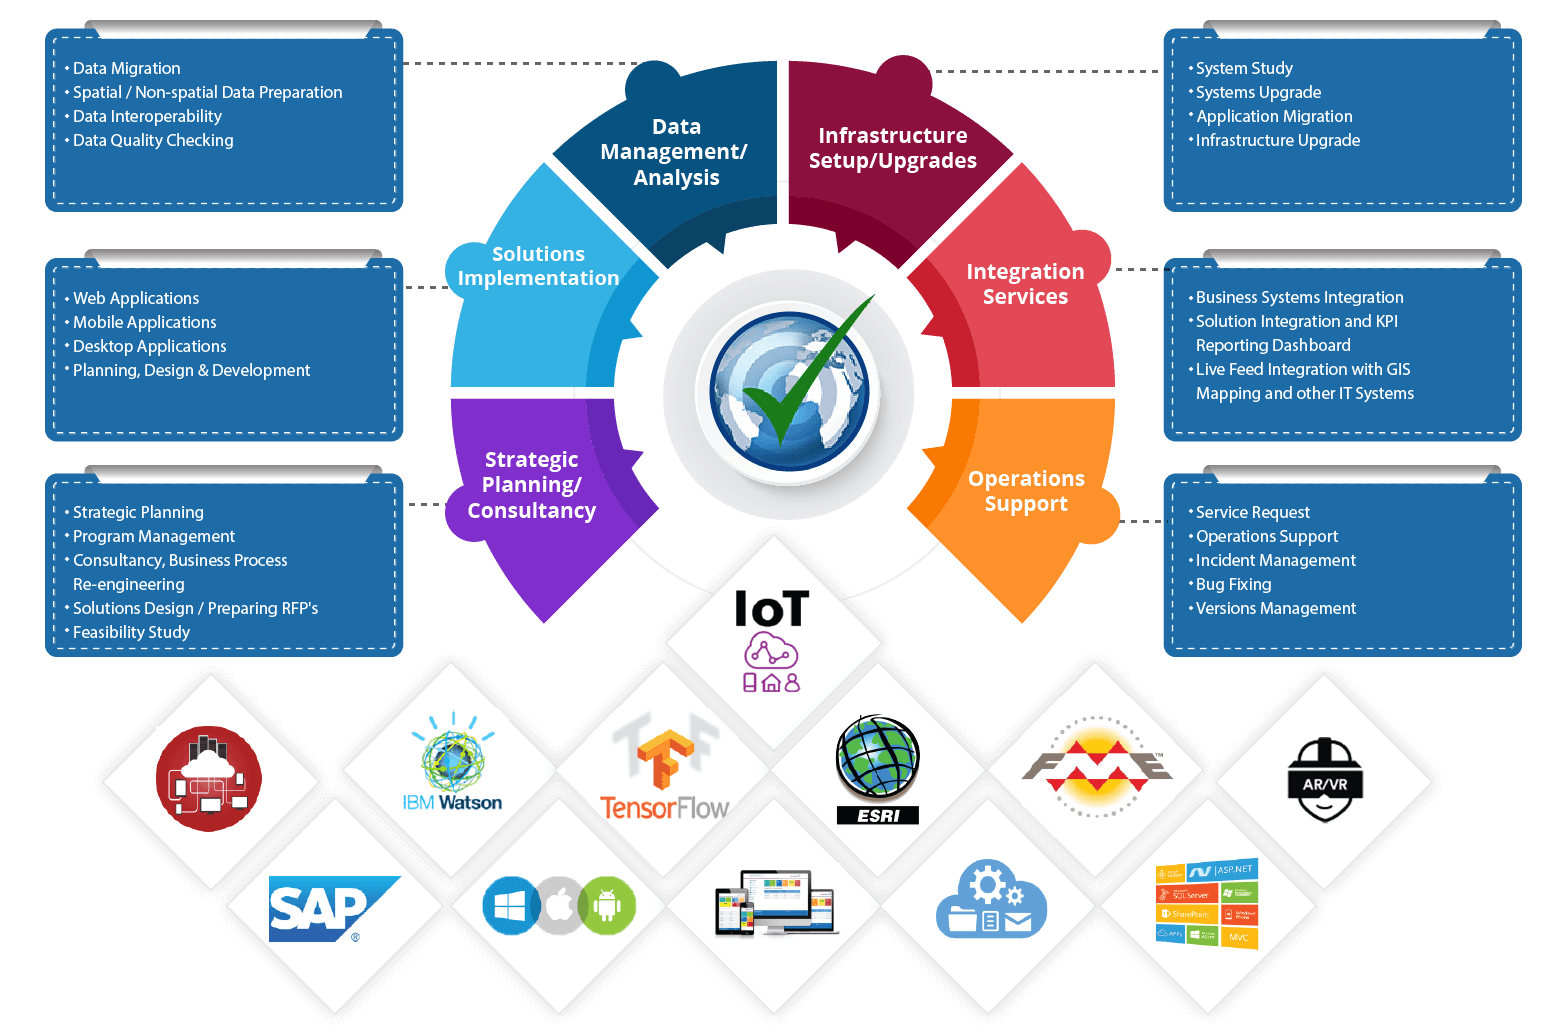 • Data Migration
• Spatial / Non-spatial Data Preparation
• Data Interoperability
• Data Quality Checking
Data
Management/
Analysis
Infrastructure
Setup/Upgrades
• System Study
• Systems Upgrade
• Application Migration
• Infrastructure Upgrade
• Web Applications
• Mobile Applications
• Desktop Applications
• Planning, Design & Development
Solutions
Implementation
Integration
Services
• Business Systems Integration
• Solution Integration and KPI
Reporting Dashboard
• Live Feed Integration with GIS
Mapping and other IT Systems
• Strategic Planning
• Program Management
• Consultancy, Business Process
Re-engineering
• Solutions Design / Preparing RFP's
• Feasibility Study
Strategic
Planning/
Consultancy
Operations
Support
• Service Request
• Operations Support
• Incident Management
• Bug Fixing
• Versions Management
IoT
IBM Watson
TensorFlow
ESRI
FME™
AR/VR
SAP®
ASP.NET
SQL Server
SharePoint
Windows
Phone
APPs
MVC